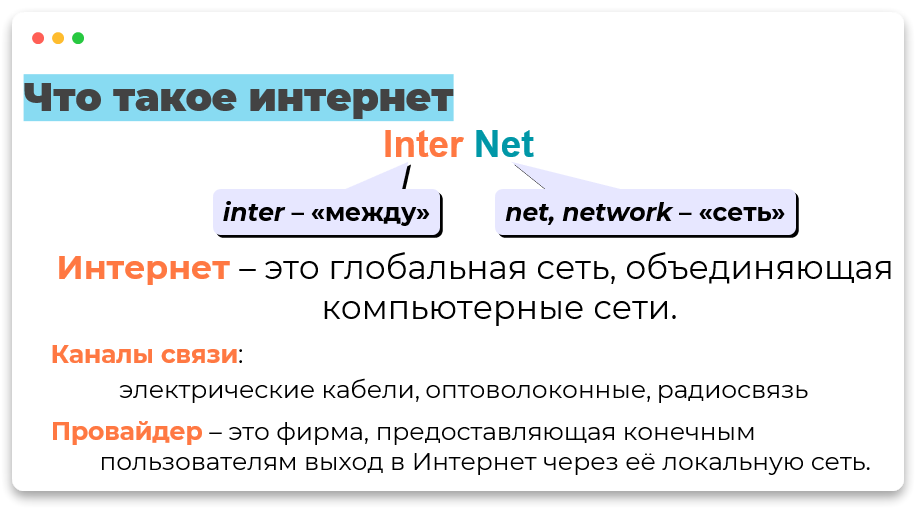 Что такое интернет
Inter Net
inter – «между»
net, network – «сеть»
Интернет – это глобальная сеть, объединяющая
компьютерные сети.
Каналы связи:
электрические кабели, оптоволоконные, радиосвязь
Провайдер – это фирма, предоставляющая конечным
пользователям выход в Интернет через её локальную сеть.